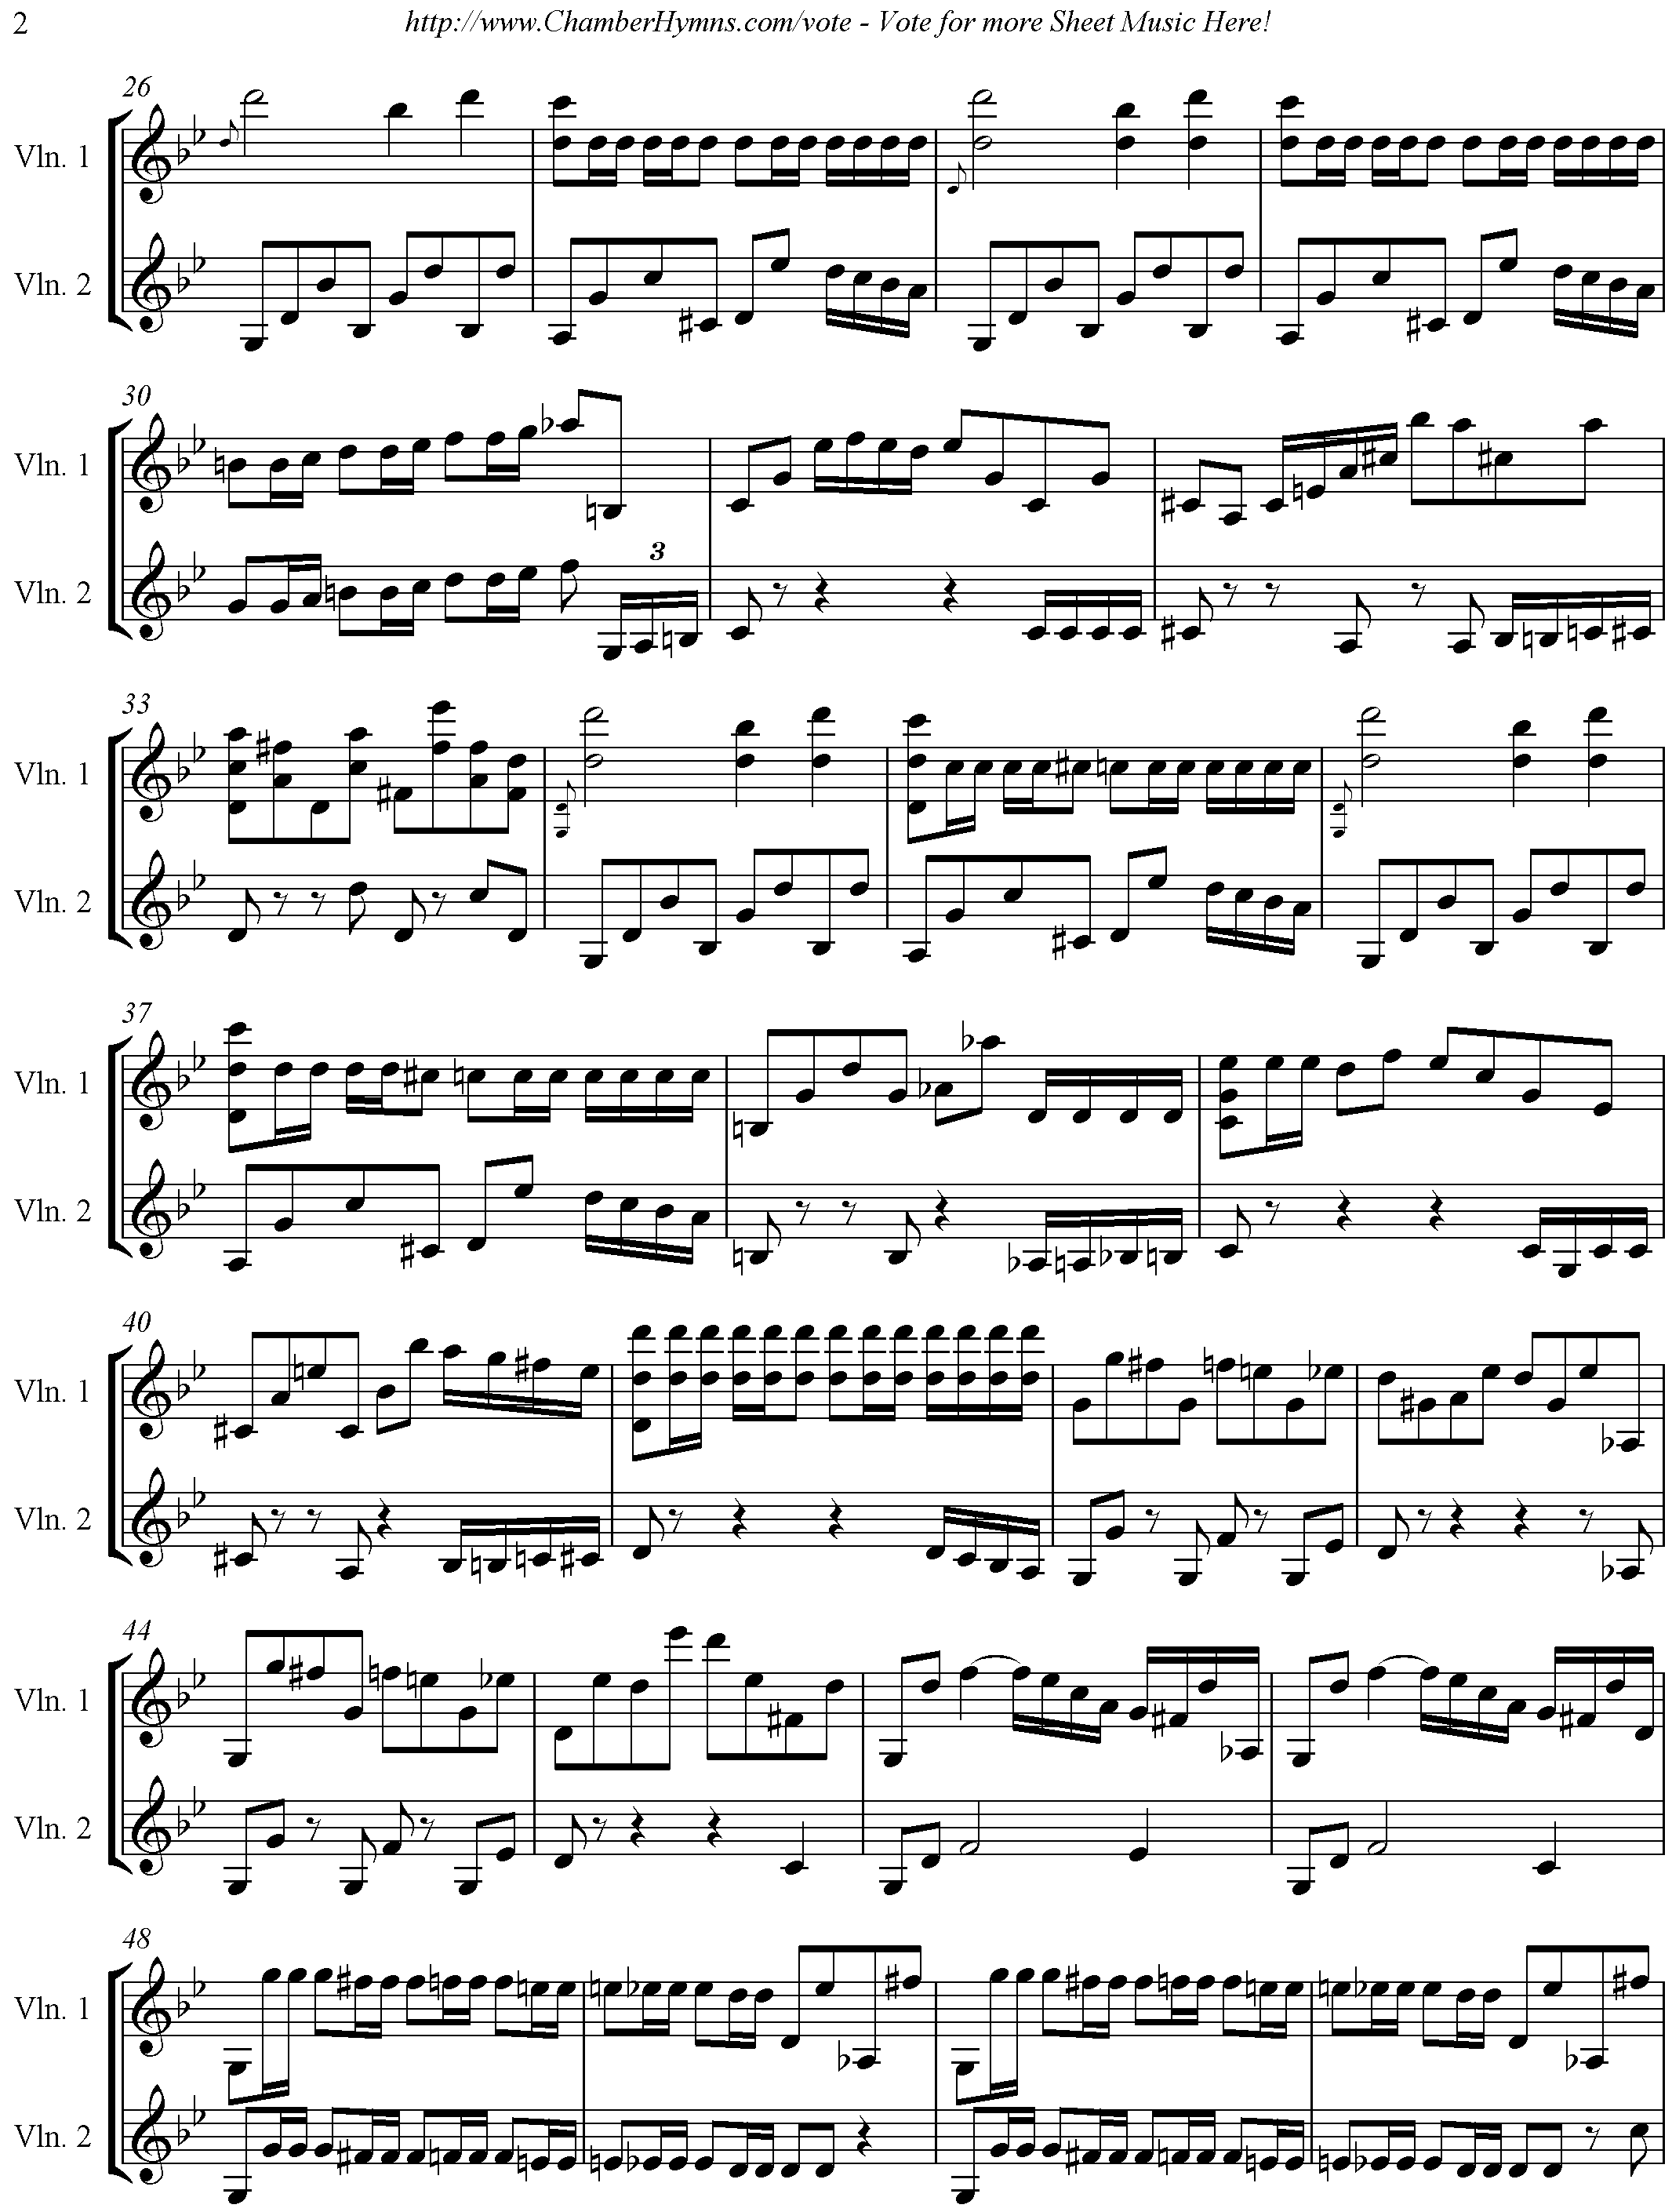 2
http://www.ChamberHymns.com/vote - Vote for more Sheet Music Here!
26
Vln. 1
Vln. 2
30
Vln. 1
3
Vln. 2
33
Vln. 1
Vln. 2
37
Vln. 1
Vln. 2
40
Vln. 1
Vln. 2
44
Vln. 1
Vln. 2
48
Vln. 1
Vln. 2